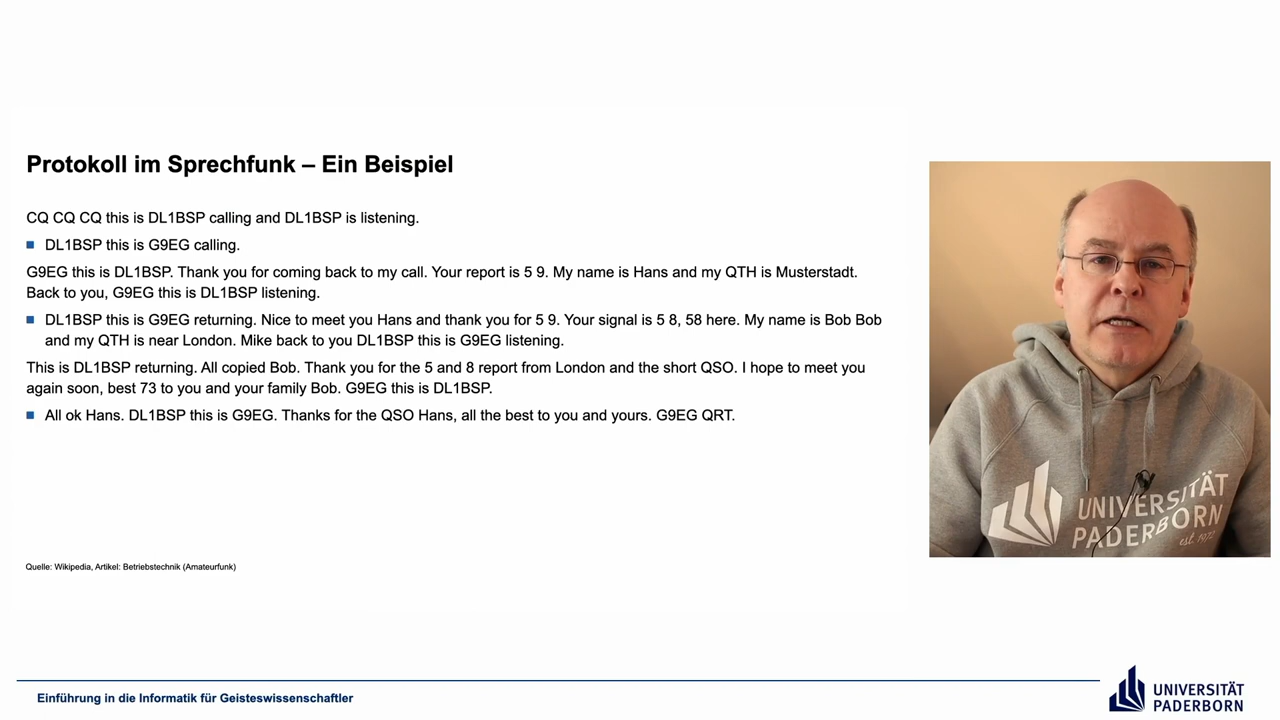 Protokoll im Sprechfunk – Ein Beispiel
CQ CQ CQ this is DL1BSP calling and DL1BSP is listening.
DL1BSP this is G9EG calling.
G9EG this is DL1BSP. Thank you for coming back to my call. Your report is 5 9. My name is Hans and my QTH is Musterstadt.
Back to you, G9EG this is DL1BSP listening.
DL1BSP this is G9EG returning. Nice to meet you Hans and thank you for 5 9. Your signal is 5 8, 58 here. My name is Bob Bob
and my QTH is near London. Mike back to you DL1BSP this is G9EG listening.
This is DL1BSP returning. All copied Bob. Thank you for the 5 and 8 report from London and the short QSO. I hope to meet you
again soon, best 73 to you and your family Bob. G9EG this is DL1BSP.
All ok Hans. DL1BSP this is G9EG. Thanks for the QSO Hans, all the best to you and yours. G9EG QRT.
Quelle: Wikipedia, Artikel: Betriebstechnik (Amateurfunk)
UNIVERSITÄT
PADERBORN
est. 1972
Einführung in die Informatik für Geisteswissenschaftler
UNIVERSITÄT
PADERBORN